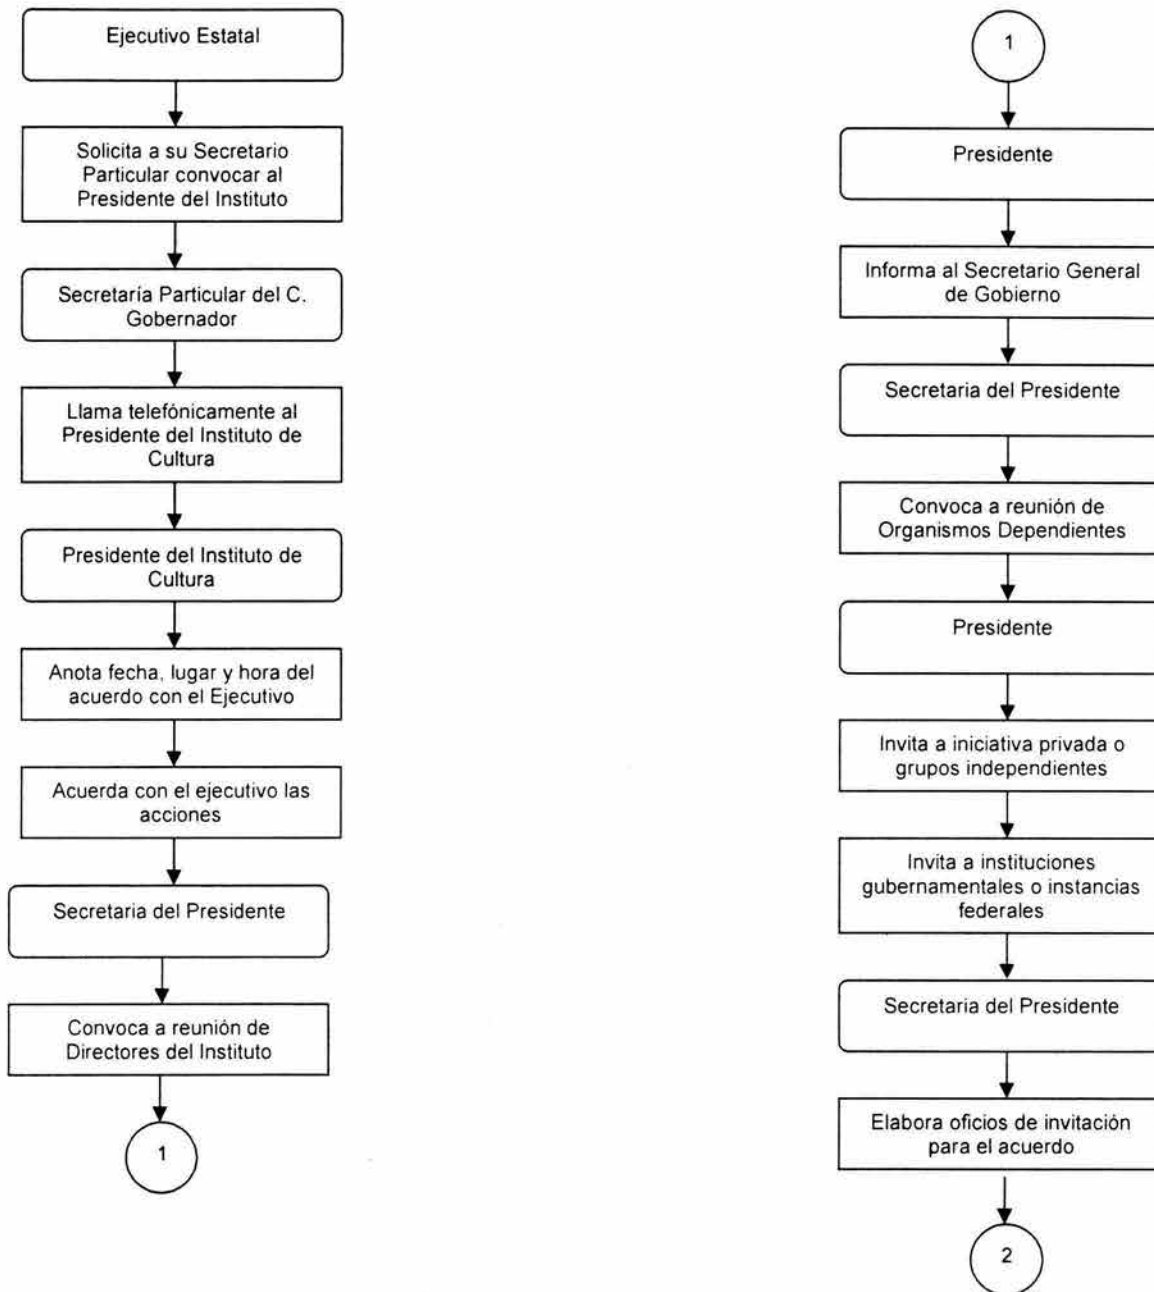 Ejecutivo Estatal
Solicita a su Secretario
Particular convocar al
Presidente del Instituto
Secretaría Particular del C.
Gobernador
Llama telefónicamente al
Presidente del Instituto de
Cultura
Presidente del Instituto de
Cultura
Anota fecha, lugar y hora del
acuerdo con el Ejecutivo
Acuerda con el ejecutivo las
acciones
Secretaria del Presidente
Convoca a reunión de
Directores del Instituto
1
1
Presidente
Informa al Secretario General
de Gobierno
Secretaria del Presidente
Convoca a reunión de
Organismos Dependientes
Presidente
Invita a iniciativa privada o
grupos independientes
Invita a instituciones
gubernamentales o instancias
federales
Secretaria del Presidente
Elabora oficios de invitación
para el acuerdo
2